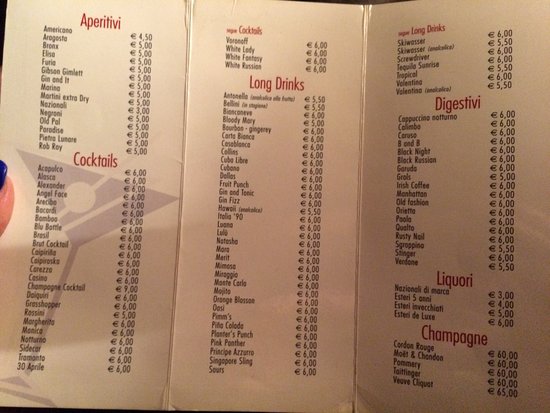 Aperitivi
Americano € 4,50
Aragosta € 5,00
Bronx € 5,00
Elisa € 5,00
Furia € 5,00
Gibson Gimlett € 5,00
Gin and It € 5,00
Marina € 5,00
Martini extra Dry € 5,00
Nazionali € 3,00
Negroni € 5,00
Old Pal € 5,00
Paradise € 5,00
Pietra Lunare € 5,00
Rob Roy € 5,00
Cocktails
Acapulco € 6,00
Alasca € 6,00
Alexander € 6,00
Angel Face € 6,00
Areciba € 6,00
Bacardi € 6,00
Bamboo € 6,00
Blu Bottle € 6,00
Brasil € 6,00
Brut Cocktail € 6,00
Caipiriña € 6,00
Caipiroska € 6,00
Carezza € 6,00
Casino € 6,00
Champagne Cocktail € 9,00
Daiquiri € 6,00
Grasshopper € 6,00
Rossini € 6,00
Margherita € 6,00
Monica € 6,00
Notturno € 6,00
Sidecar € 6,00
Tramonto € 6,00
30 Aprile € 6,00
segue Cocktails
Voronoff € 6,00
White Lady € 6,00
White Fantasy € 6,00
White Russian € 6,00
Long Drinks
Antonella (analcolica alla frutta) € 5,50
Bellini (in stagione) € 6,00
Biancaneve € 5,50
Bloody Mary € 6,00
Bourbon - gingerey € 6,00
Carta Bianca € 6,00
Casablanca € 6,00
Collins € 6,00
Cuba Libre € 6,00
Cubana € 6,00
Dallas € 6,00
Fruit Punch € 6,00
Gin and Tonic € 6,00
Gin Fizz € 6,00
Hawaii (analcolica) € 5,50
Italia '90 € 6,00
Luana € 6,00
Lulù € 6,00
Natasha € 6,00
Mara € 6,00
Merit € 6,00
Mimosa € 6,00
Miraggio € 6,00
Monte Carlo € 6,00
Mojito € 6,00
Orange Blosson € 6,00
Oasi € 6,00
Pimm's € 6,00
Piña Colada € 6,00
Planter's Punch € 6,00
Pink Panther € 6,00
Principe Azzurro € 6,00
Singapore Sling € 6,00
Sours € 6,00
segue Long Drinks
Skiwasser € 6,00
Skiwasser (analcolico) € 5,50
Screwdriver € 6,00
Tequila Sunrise € 6,00
Tropical € 6,00
Valentina € 6,00
Valentina (analcolica) € 5,50
Digestivi
Cappuccino notturno € 5,50
Calimba € 6,00
Caruso € 6,00
B and B € 6,00
Black Night € 6,00
Black Russian € 6,00
Garuda € 6,00
Grols € 5,50
Irish Coffee € 6,00
Manhattan € 6,00
Old fashion € 6,00
Orietta € 6,00
Paola € 6,00
Qualto € 6,00
Rusty Nail € 6,00
Sgroppino € 5,50
Stinger € 6,00
Verdone € 5,50
Liquori
Nazionali di marca € 3,00
Esteri 5 anni € 4,00
Esteri invecchiati € 5,00
Esteri de Luxe € 5,00
Champagne
Cordon Rouge € 60,00
Moèt & Chandon € 60,00
Pommery € 60,00
Taittinger € 60,00
Veuve Cliquot € 65,00